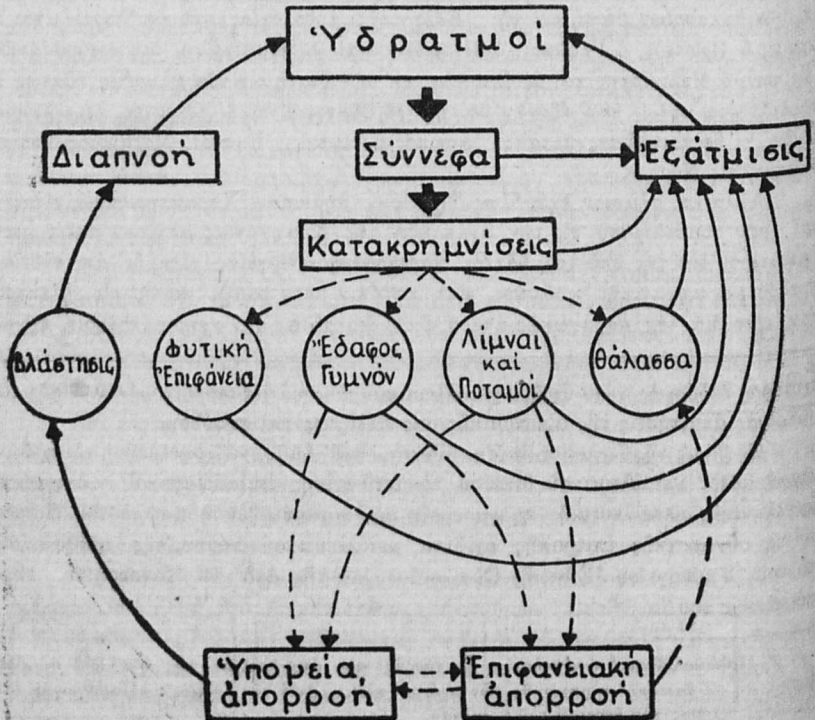 Ὑδρατμοί
Διαπνοή
Σύννεφα
Ἐξάτμισις
Κατακρημνίσεις
Βλάστησις
Φυτική
Ἐπιφάνεια
Ἔδαφος
Γυμνόν
Λίμναι
καί
Ποταμοί
Θάλασσα
Ὑπογεία
ἀπορροή
Ἐπιφανειακή
ἀπορροή